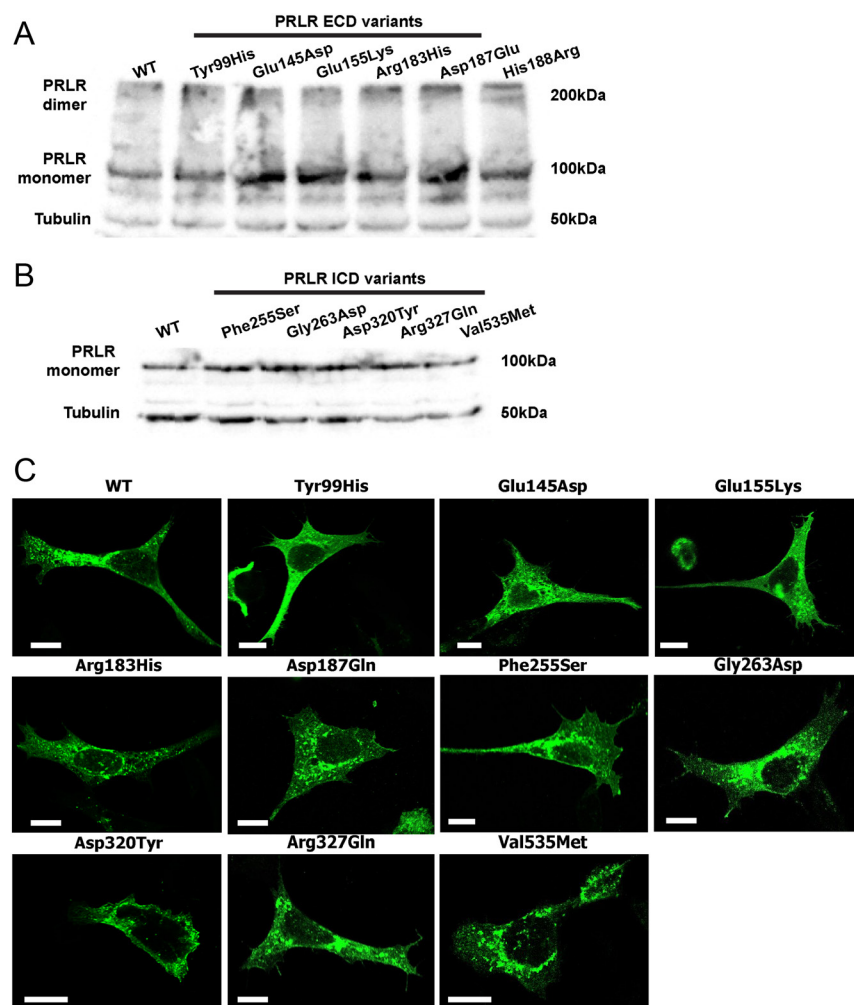 A
PRLR ECD variants
WT
Tyr99His
Glu145Asp
Glu155Lys
Arg183His
Asp187Glu
His188Arg
PRLR
dimer
200kDa
PRLR
monomer
100kDa
Tubulin
50kDa
B
PRLR ICD variants
WT
Phe255Ser
Gly263Asp
Asp320Tyr
Arg327Gln
Val535Met
PRLR
monomer
100kDa
Tubulin
50kDa
C
WT
Tyr99His
Glu145Asp
Glu155Lys
Arg183His
Asp187Gln
Phe255Ser
Gly263Asp
Asp320Tyr
Arg327Gln
Val535Met